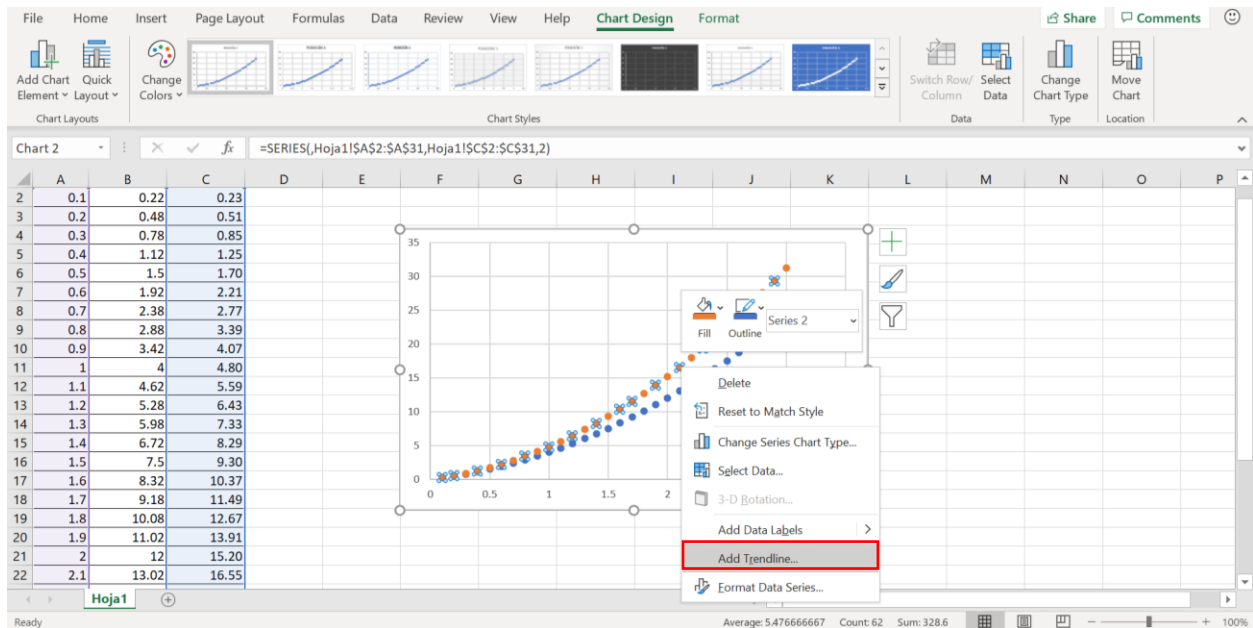 File Home Insert Page Layout Formulas Data Review View Help Chart Design Format Share Comments
Add Chart Element Quick Layout Change Colors Switch Row/ Column Select Data Change Chart Type Move Chart
Chart Layouts Chart Styles Data Type Location
Chart 2 fx =SERIES(,Hoja1!$A$2:$A$31,Hoja1!$C$2:$C$31,2)
A B C D E F G H I J K L M N O P
2 0.1 0.22 0.23
3 0.2 0.48 0.51
4 0.3 0.78 0.85
5 0.4 1.12 1.25
6 0.5 1.5 1.70
7 0.6 1.92 2.21
8 0.7 2.38 2.77
9 0.8 2.88 3.39
10 0.9 3.42 4.07
11 1 4 4.80
12 1.1 4.62 5.59
13 1.2 5.28 6.43
14 1.3 5.98 7.33
15 1.4 6.72 8.29
16 1.5 7.5 9.30
17 1.6 8.32 10.37
18 1.7 9.18 11.49
19 1.8 10.08 12.67
20 1.9 11.02 13.91
21 2 12 15.20
22 2.1 13.02 16.55
35
30
25
20
15
10
5
0
0 0.5 1 1.5 2
Fill Outline Series 2
Delete
Reset to Match Style
Change Series Chart Type...
Select Data...
3-D Rotation...
Add Data Labels
Add Trendline...
Format Data Series...
Hoja1
Ready Average: 5.476666667 Count: 62 Sum: 328.6 100%